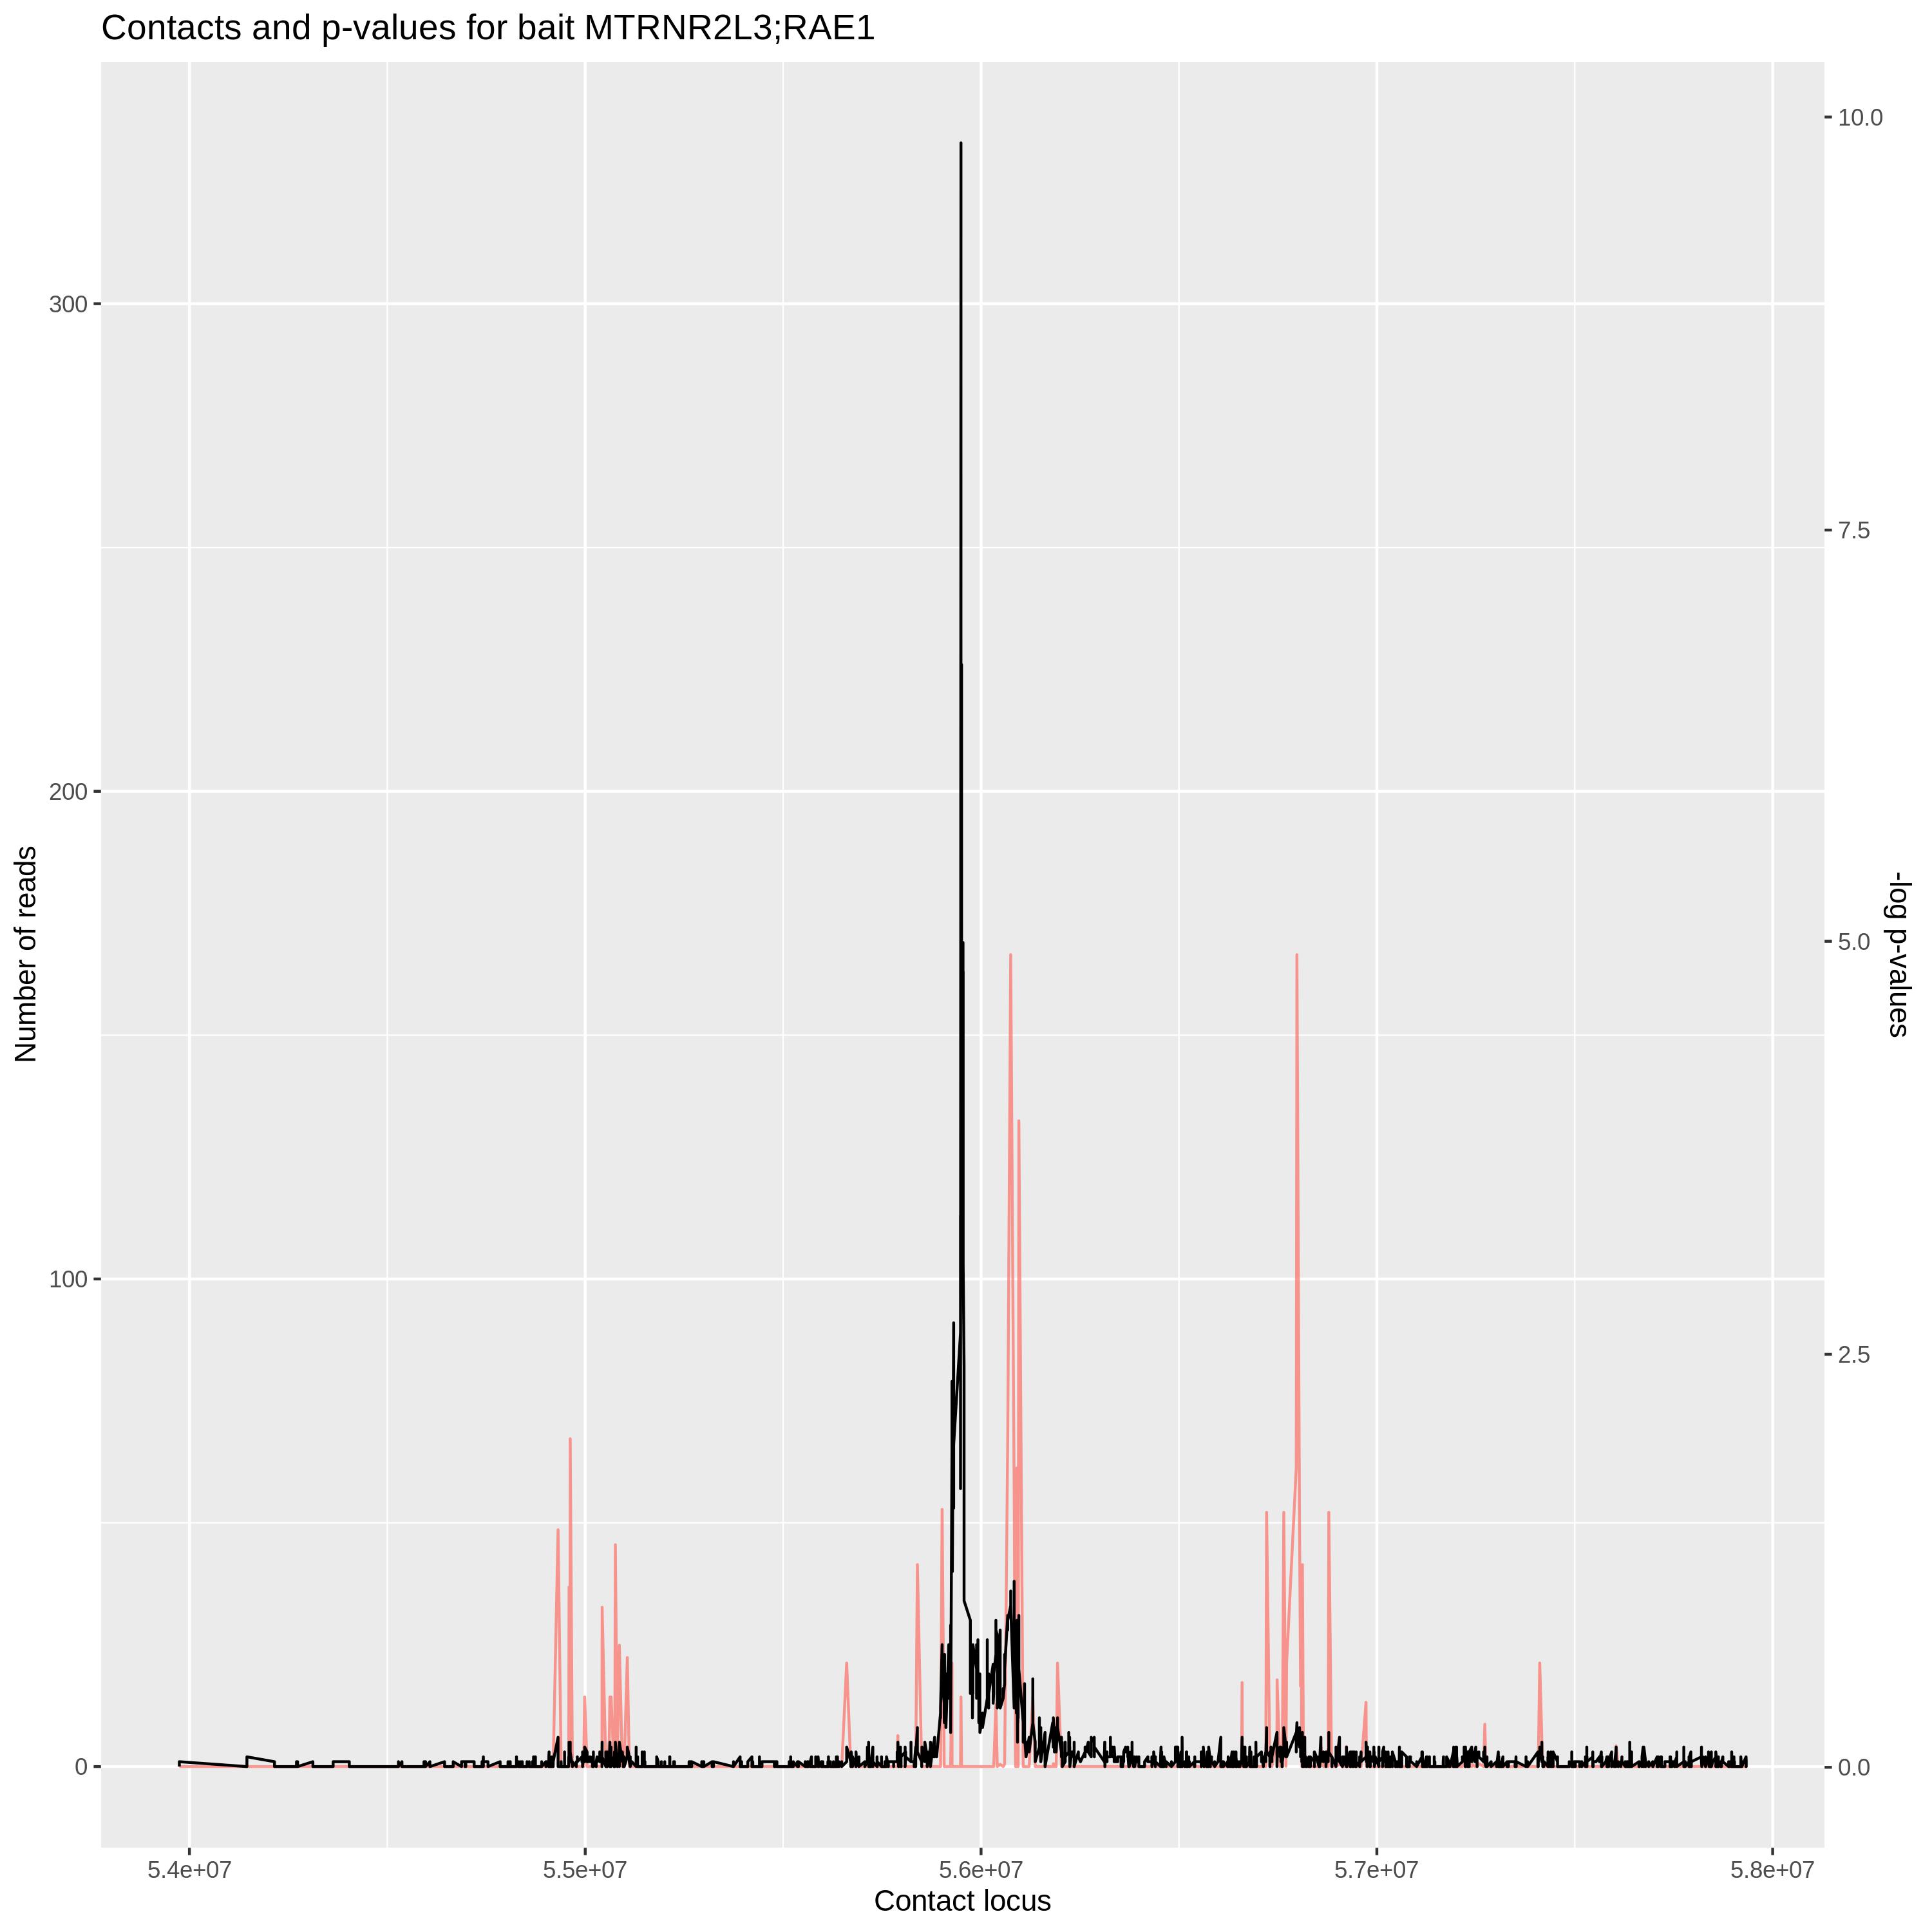 Contacts and p-values for bait MTRNR2L3;RAE1
10.0
300
7.5
200
5.0
Number of reads
-log p-values
100
2.5
0
0.0
5.4e+07
5.5e+07
5.6e+07
5.7e+07
5.8e+07
Contact locus